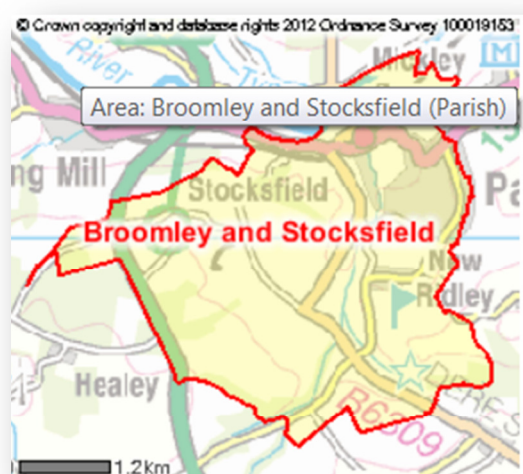 © Crown copyright and database rights 2012 Ordnance Survey 100019153
River
Mickley
M
Area: Broomley and Stocksfield (Parish)
ng Mill
Stocksfield
Broomley and Stocksfield
New
Ridley
Healey
B6309
1.2km